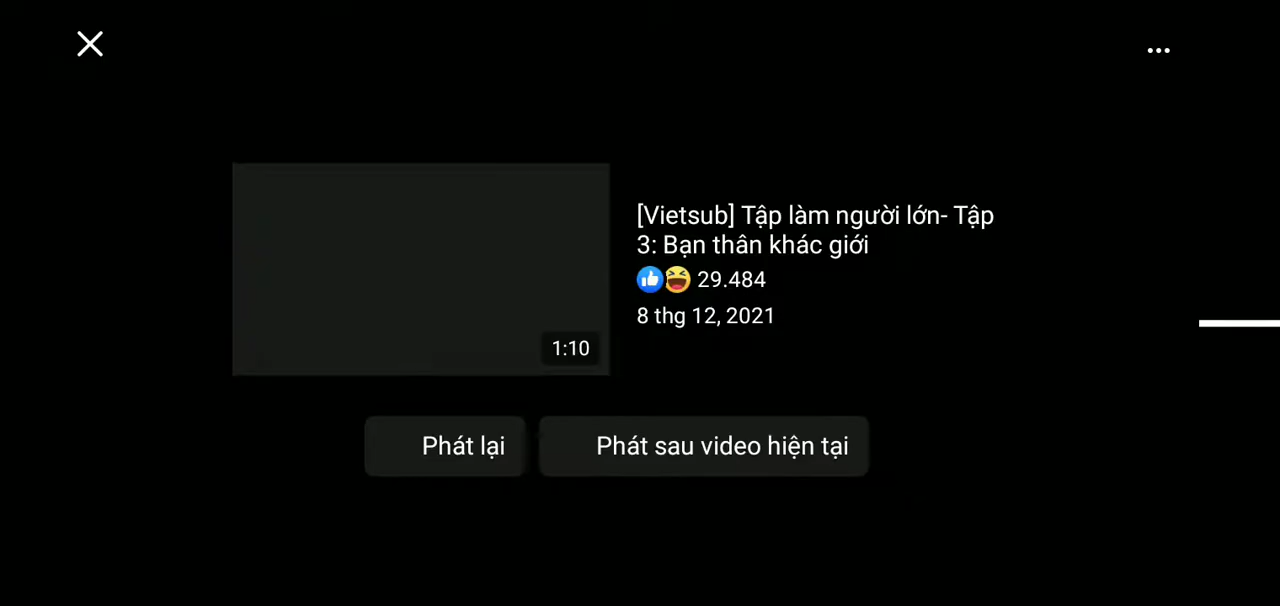 [Vietsub] Tập làm người lớn- Tập
3: Bạn thân khác giới
29.484
8 thg 12, 2021
1:10
Phát lại
Phát sau video hiện tại